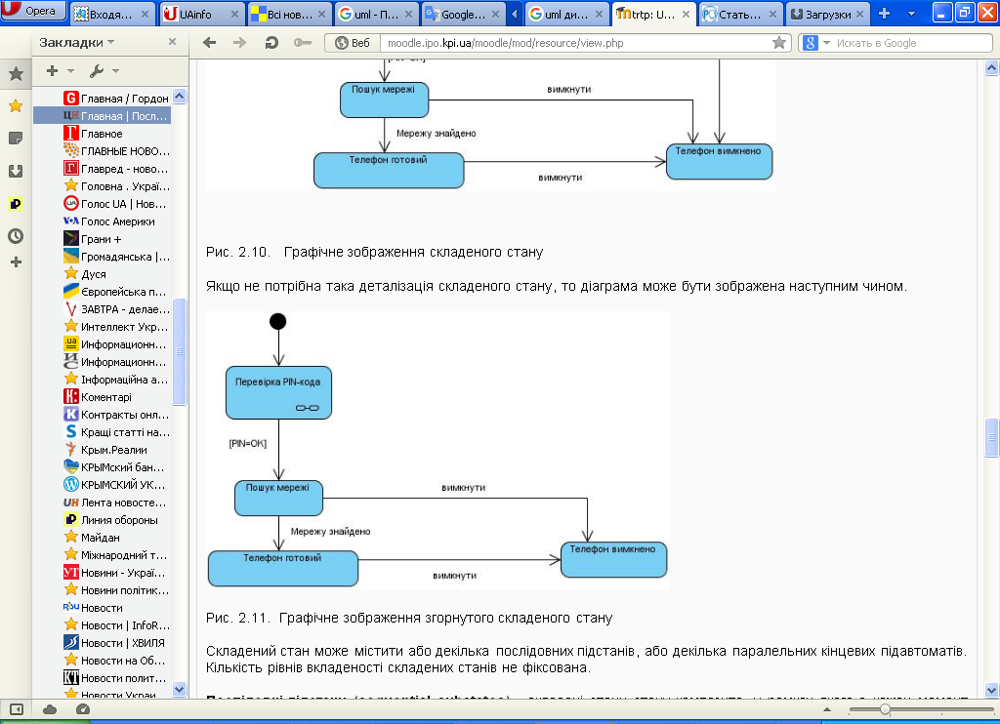 Opera
Входя...
UAinfo
Всі нов...
uml - П...
Google...
uml ди...
trtp: U...
Стать...
Загрузки
Закладки
Веб
moodle.ipo.kpi.ua/moodle/mod/resource/view.php
Искать в Google
Главная / Гордон
Главная | Посл...
Главное
ГЛАВНЫЕ НОВО...
Главред - ново...
Головна . Украї...
Голос UA | Нов...
Голос Америки
Грани +
Громадянська |...
Дуся
Європейська п...
ЗАВТРА - делае...
Интеллект Укр...
Информационн...
Информационн...
Інформаційна а...
Коментарі
Контракты онл...
Кращі статті на...
Крым.Реалии
КРЫМский бан...
КРЫМСКИЙ УК...
Лента новосте...
Линия обороны
Майдан
Міжнародний т...
Новини - Украї...
Новини політик...
Новости
Новости | InfoR...
Новости | ХВИЛЯ
Новости на Об...
Новости полит...
Новости Украи...
Пошук мережі
вимкнути
Мережу знайдено
Телефон готовий
Телефон вимкнено
вимкнути
Рис. 2.10. Графічне зображення складеного стану
Якщо не потрібна така деталізація складеного стану, то діаграма може бути зображена наступним чином.
Перевірка PIN-кода
[PIN=OK]
Пошук мережі
вимкнути
Мережу знайдено
Телефон готовий
Телефон вимкнено
вимкнути
Рис. 2.11. Графічне зображення згорнутого складеного стану
Складений стан може містити або декілька послідовних підстанів, або декілька паралельних кінцевих підавтоматів.
Кількість рівнів вкладеності складених станів не фіксована.